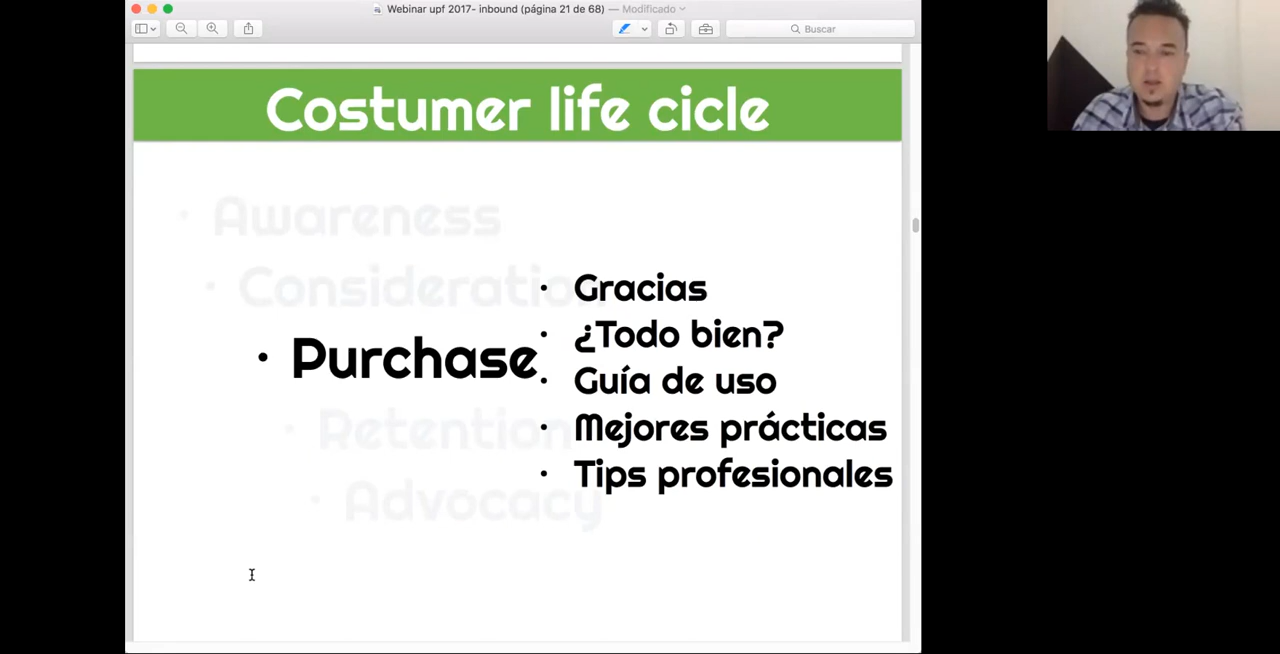 Webinar upf 2017- inbound (página 21 de 68) — Modificado
Buscar
Costumer life cicle
• Awareness
• Consideration
• Purchase
• Retention
• Advocacy
• Gracias
• ¿Todo bien?
• Guía de uso
• Mejores prácticas
• Tips profesionales